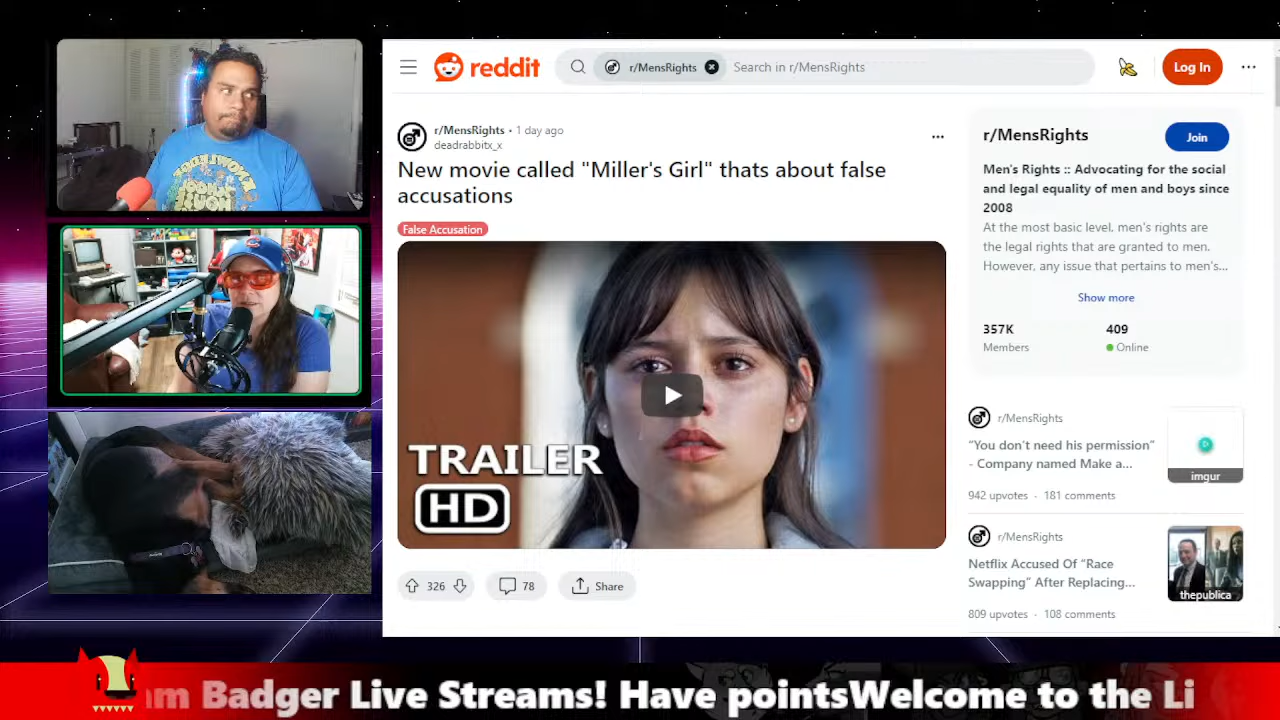 reddit
r/MensRights
Search in r/MensRights
Log In
r/MensRights • 1 day ago
deadrabbitx_x
New movie called "Miller's Girl" thats about false
accusations
False Accusation
TRAILER
HD
326
78
Share
r/MensRights
Join
Men's Rights :: Advocating for the social
and legal equality of men and boys since
2008
At the most basic level, men's rights are
the legal rights that are granted to men.
However, any issue that pertains to men's...
Show more
357K
409
Members
Online
r/MensRights
“You don’t need his permission”
- Company named Make a...
imgur
942 upvotes · 181 comments
r/MensRights
Netflix Accused Of “Race
Swapping” After Replacing...
thepublica
809 upvotes · 108 comments
am Badger Live Streams! Have pointsWelcome to the Li